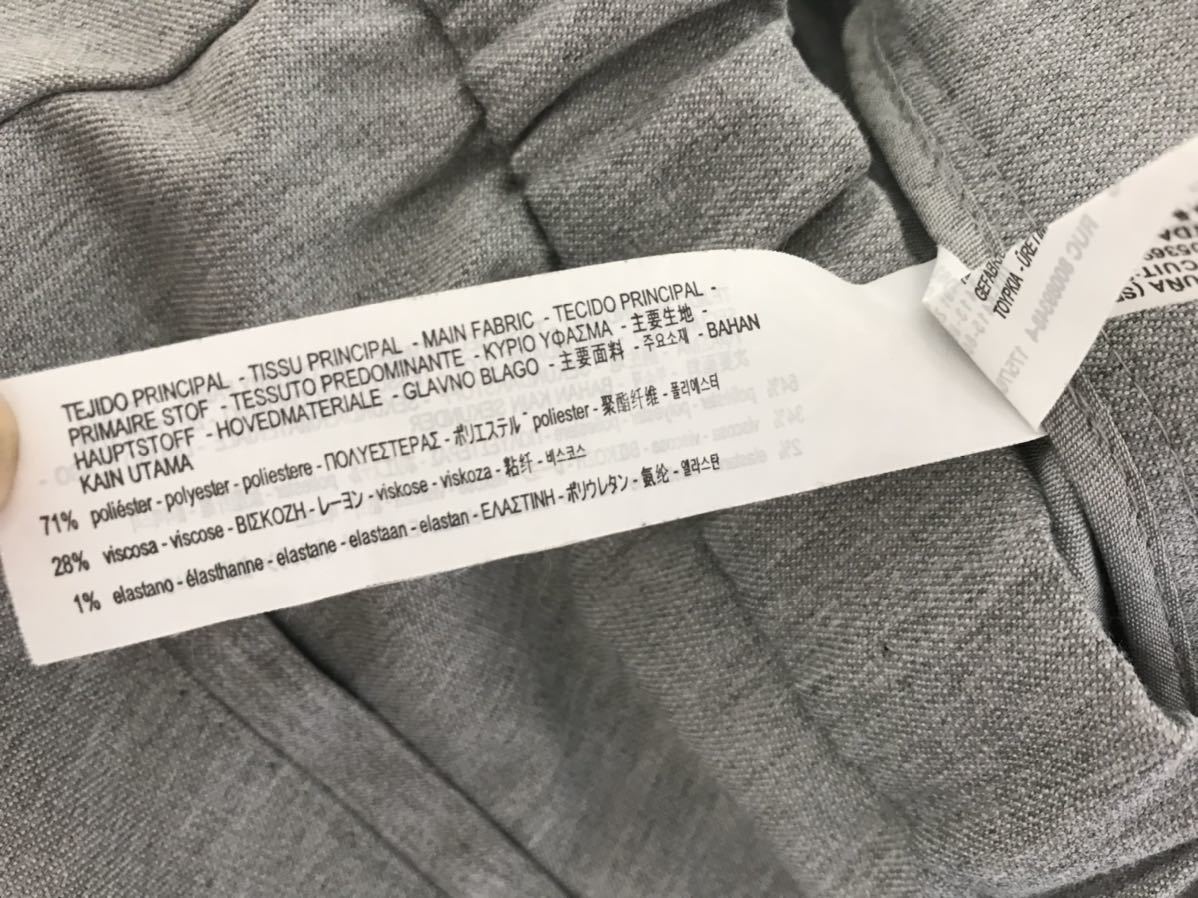 TEJIDO PRINCIPAL - TISSU PRINCIPAL - MAIN FABRIC - TECIDO PRINCIPAL -
PRIMAIRE STOF - TESSUTO PREDOMINANTE - ΚΥΡΙΟ ΥΦΑΣΜΑ - 主要生地 -
HAUPTSTOFF - HOVEDMATERIALE - GLAVNO BLAGO - 主要面料 - 주요소재 - BAHAN
KAIN UTAMA
71% poliéster - polyester - poliestere - ΠΟΛΥΕΣΤΕΡΑΣ - ポリエステル - poliester - 聚酯纤维 - 폴리에스터
28% viscosa - viscose - ΒΙΣΚΟΖΗ - レーヨン - viskose - viskoza - 粘纤 - 비스코스
1% elastano - élasthanne - elastane - elastaan - elastan - ΕΛΑΣΤΙΝΗ - ポリウレタン - 氨纶 - 엘라스탄
ΤΟΥΡΚΙΑ - ÜRETİ